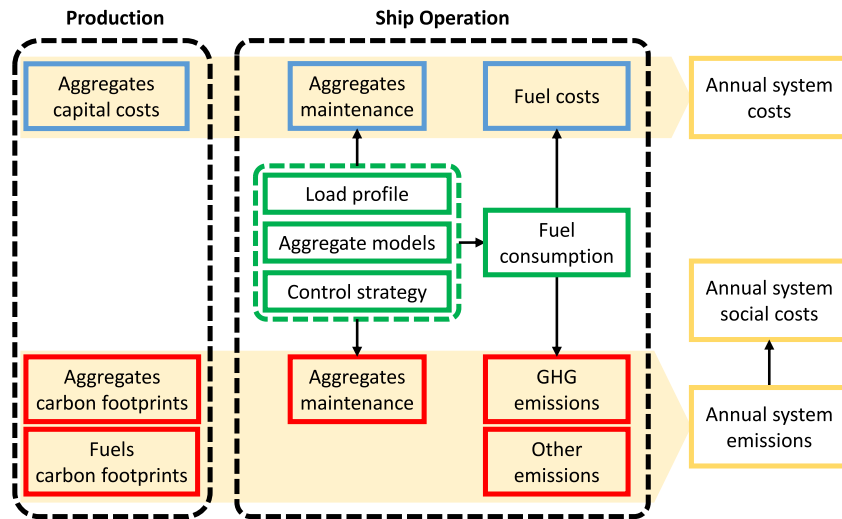 Production
Ship Operation
Aggregates
capital costs
Aggregates
maintenance
Fuel costs
Annual system
costs
Load profile
Aggregate models
Control strategy
Fuel
consumption
Annual system
social costs
Aggregates
carbon footprints
Aggregates
maintenance
GHG
emissions
Annual system
emissions
Fuels
carbon footprints
Other
emissions